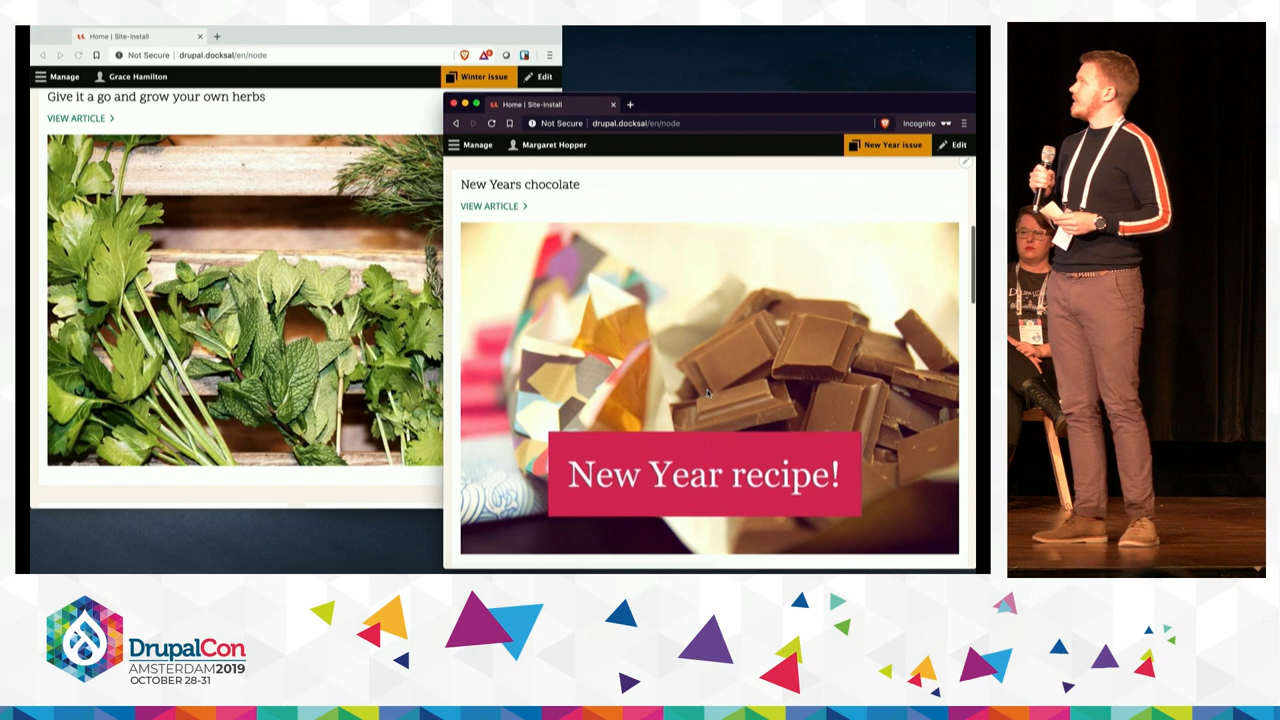 Home | Site-Install
Not Secure | drupal.docksal/en/node
Manage
Grace Hamilton
Winter issue
Edit
Give it a go and grow your own herbs
VIEW ARTICLE
Home | Site-Install
Not Secure | drupal.docksal/en/node
Incognito
Manage
Margaret Hopper
New Year issue
Edit
New Years chocolate
VIEW ARTICLE
New Year recipe!
DrupalCon
AMSTERDAM2019
OCTOBER 28-31